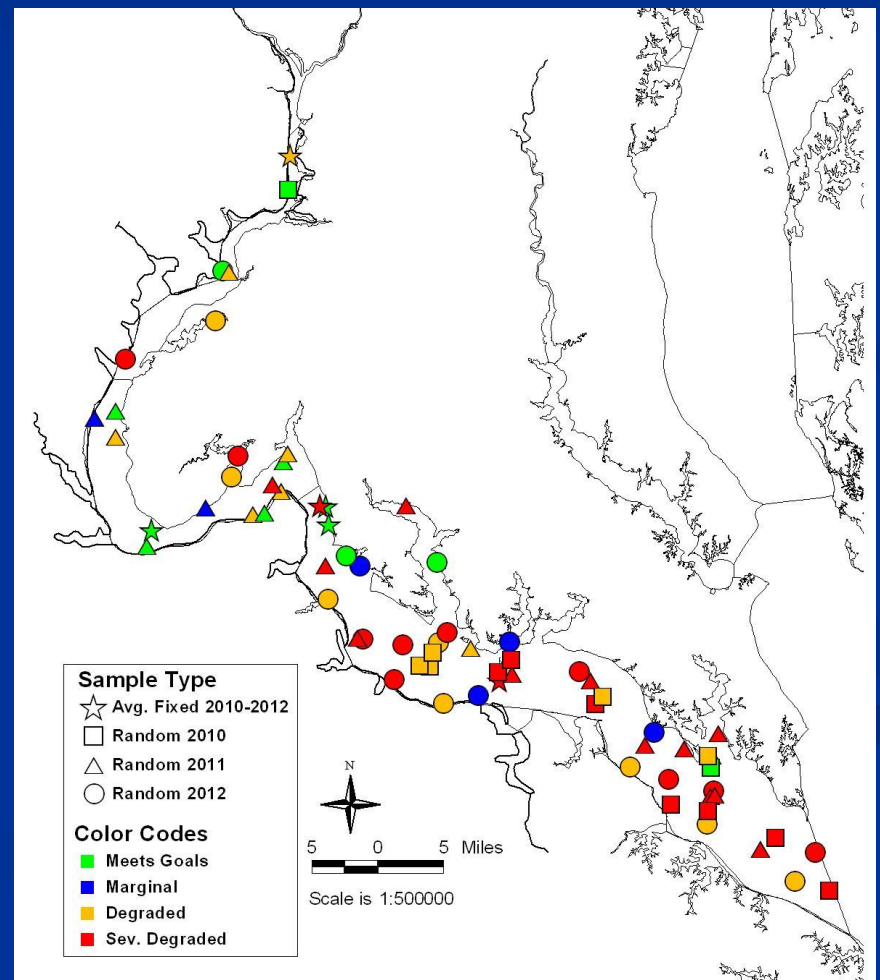 Sample Type
Avg. Fixed 2010-2012
Random 2010
Random 2011
Random 2012
Color Codes
Meets Goals
Marginal
Degraded
Sev. Degraded
N
5 0 5 Miles
Scale is 1:500000